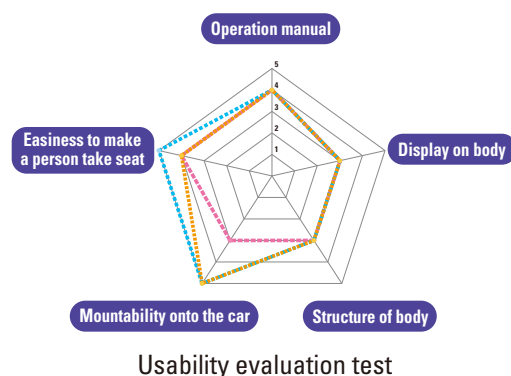 Operation manual
5
4
3
2
1
Easiness to make
a person take seat
Display on body
Mountability onto the car
Structure of body
Usability evaluation test